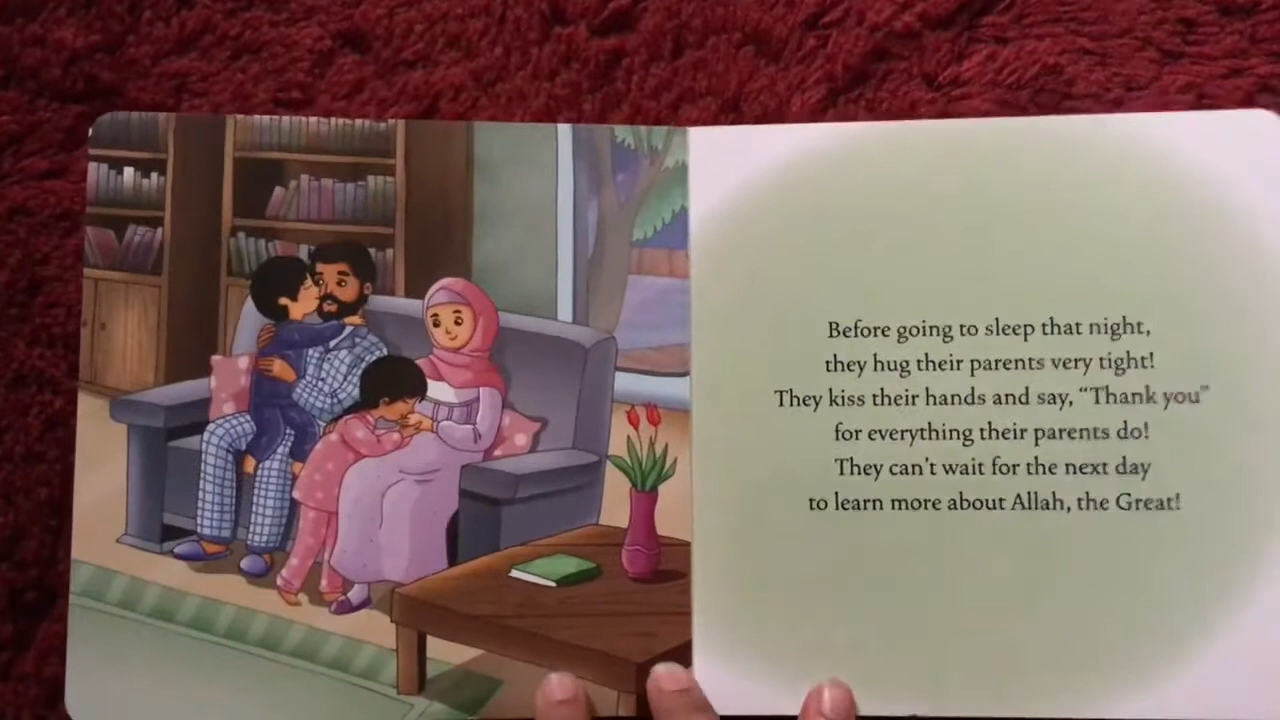 Before going to sleep that night,
they hug their parents very tight!
They kiss their hands and say, “Thank you”
for everything their parents do!
They can't wait for the next day
to learn more about Allah, the Great!